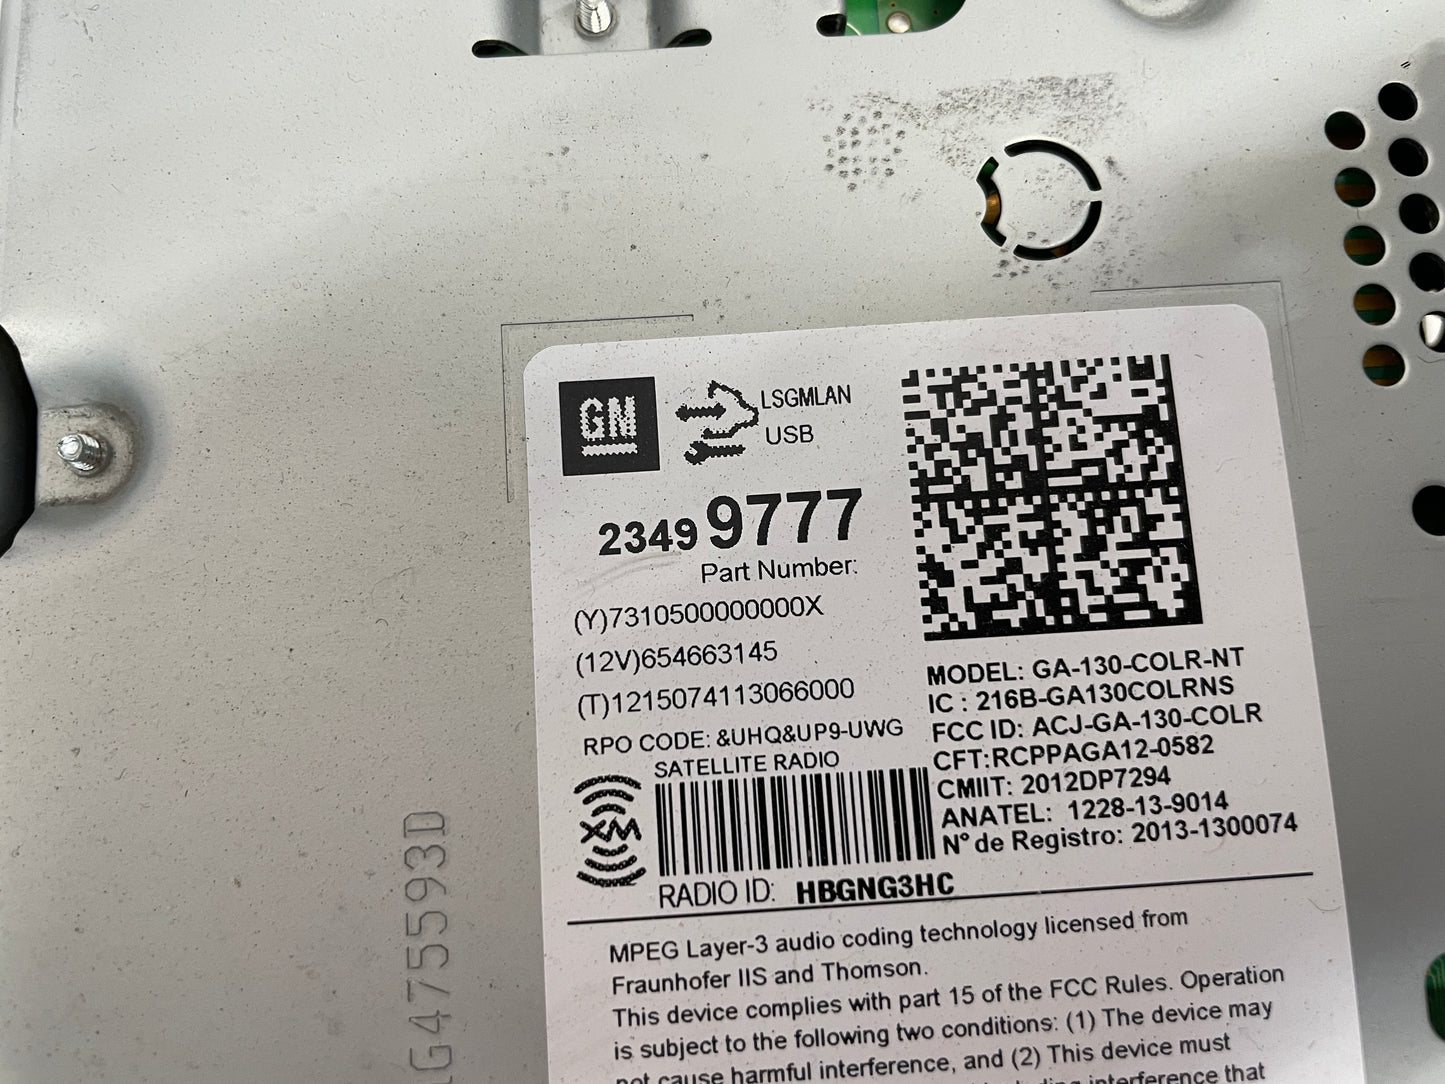 GM
LSGMLAN
USB
23499777
Part Number:
(Y)7310500000000X
(12V)654663145
(T)1215074113066000
RPO CODE: &UHQ&UP9-UWG
SATELLITE RADIO
XM
RADIO ID: HBGNG3HC
MODEL: GA-130-COLR-NT
IC : 216B-GA130COLRNS
FCC ID: ACJ-GA-130-COLR
CFT:RCPPAGA12-0582
CMIIT: 2012DP7294
ANATEL: 1228-13-9014
N° de Registro: 2013-1300074
MPEG Layer-3 audio coding technology licensed from
Fraunhofer IIS and Thomson.
This device complies with part 15 of the FCC Rules. Operation
is subject to the following two conditions: (1) The device may
not cause harmful interference, and (2) This device must
interference that
G475593D